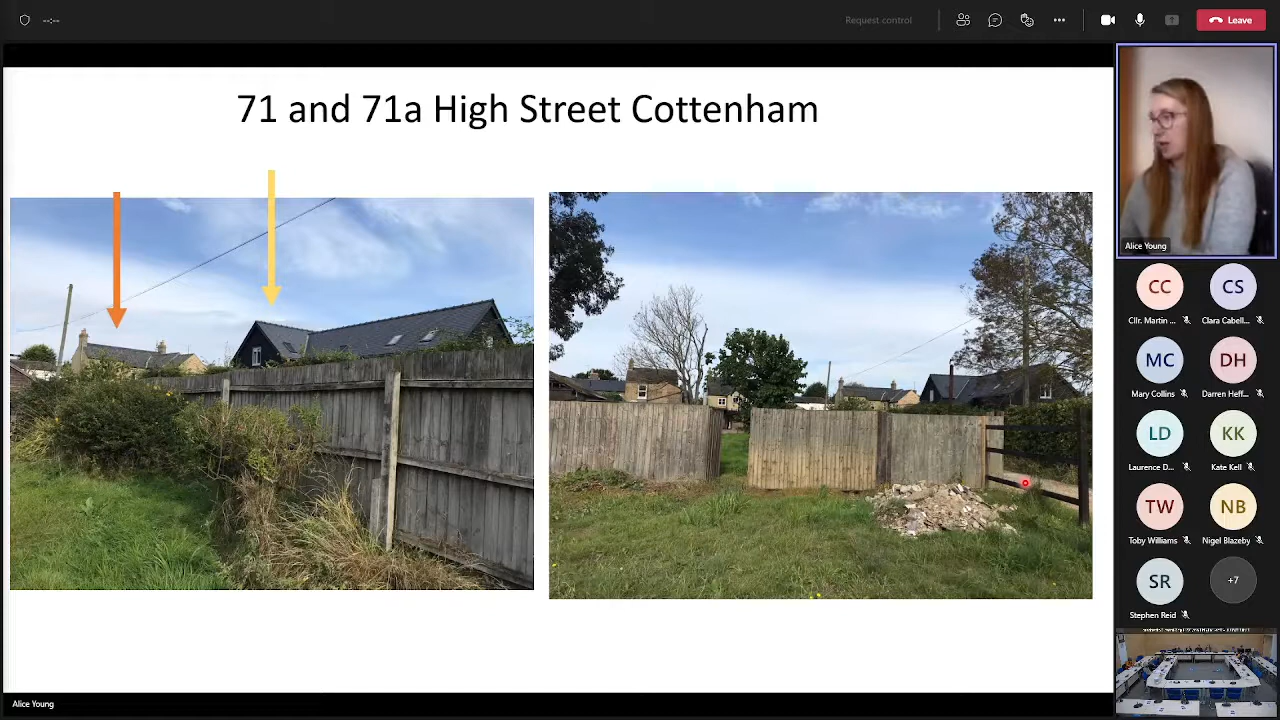 --:--
Request control
Leave
71 and 71a High Street Cottenham
Alice Young
CC
CS
Cllr. Martin ...
Clara Cabell...
MC
DH
Mary Collins
Darren Heff...
LD
KK
Laurence D...
Kate Kell
TW
NB
Toby Williams
Nigel Blazeby
SR
+7
Stephen Reid
Alice Young